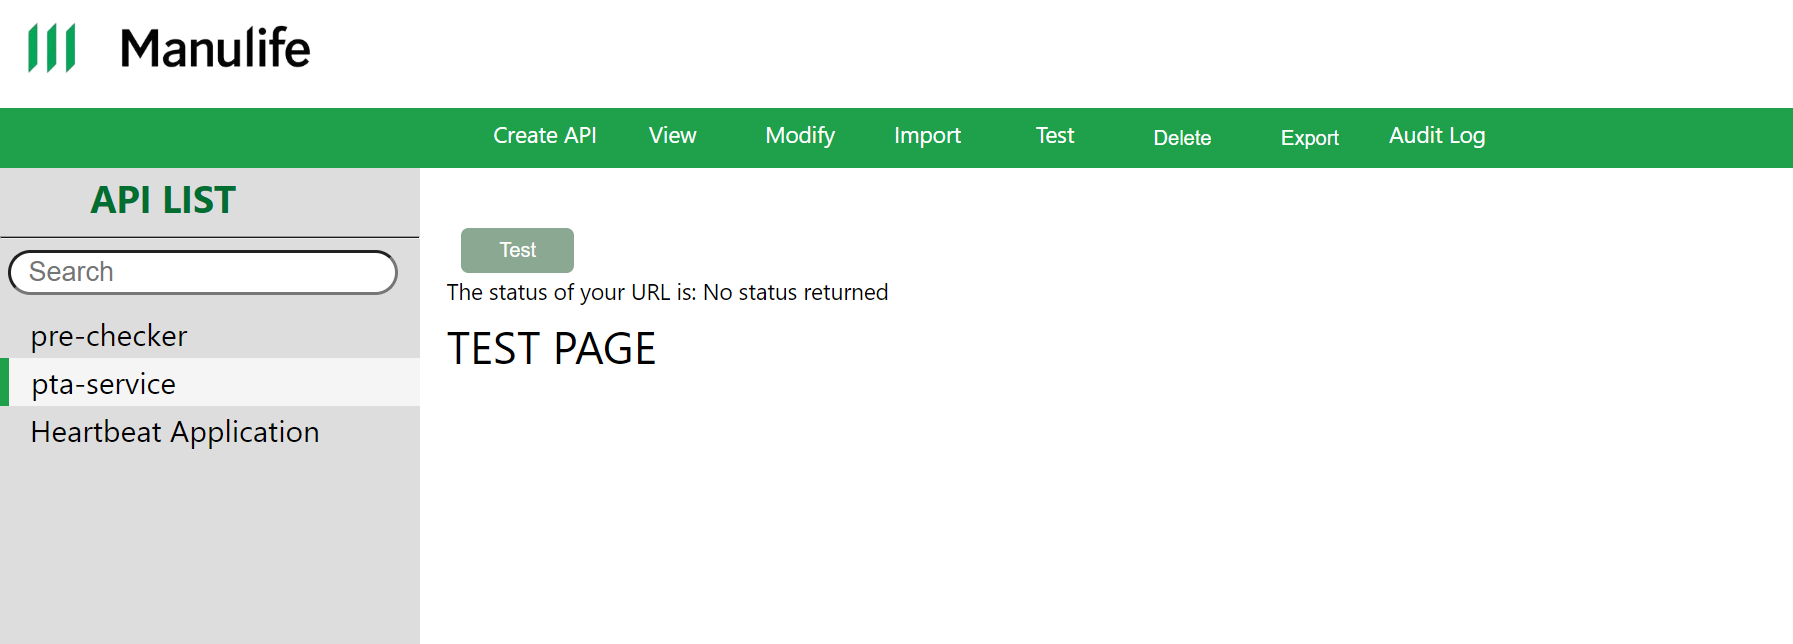 Manulife
Create API View Modify Import Test Delete Export Audit Log
API LIST
Search
pre-checker
pta-service
Heartbeat Application
Test
The status of your URL is: No status returned
TEST PAGE